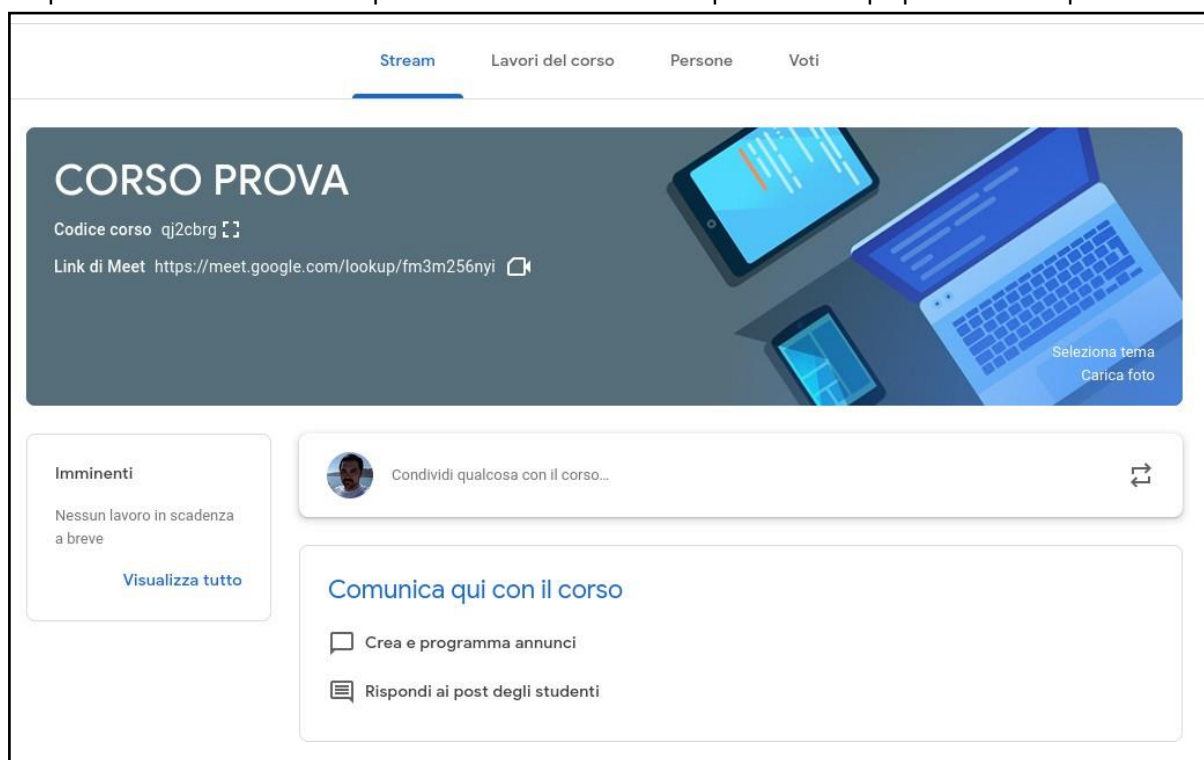 Stream Lavori del corso Persone Voti
CORSO PROVA
Codice corso qj2cbrg
Link di Meet https://meet.google.com/lookup/fm3m256nyi
Seleziona tema
Carica foto
Imminenti
Nessun lavoro in scadenza
a breve
Visualizza tutto
Condividi qualcosa con il corso...
Comunica qui con il corso
Crea e programma annunci
Rispondi ai post degli studenti